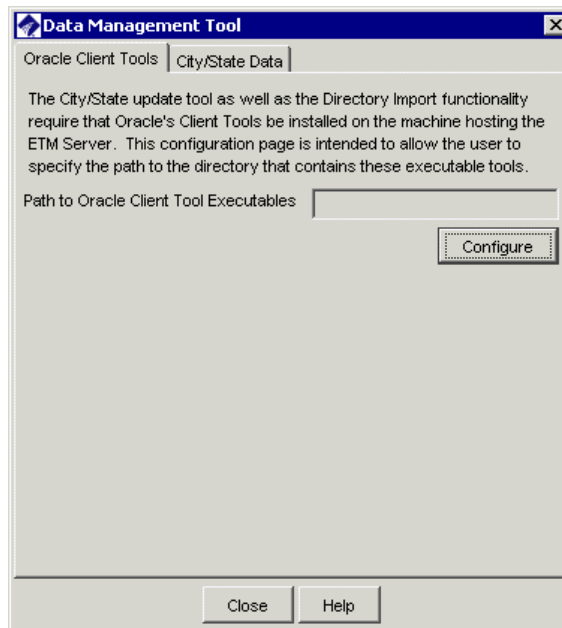 Data Management Tool
Oracle Client Tools City/State Data
The City/State update tool as well as the Directory Import functionality
require that Oracle's Client Tools be installed on the machine hosting the
ETM Server. This configuration page is intended to allow the user to
specify the path to the directory that contains these executable tools.
Path to Oracle Client Tool Executables
Configure
Close Help